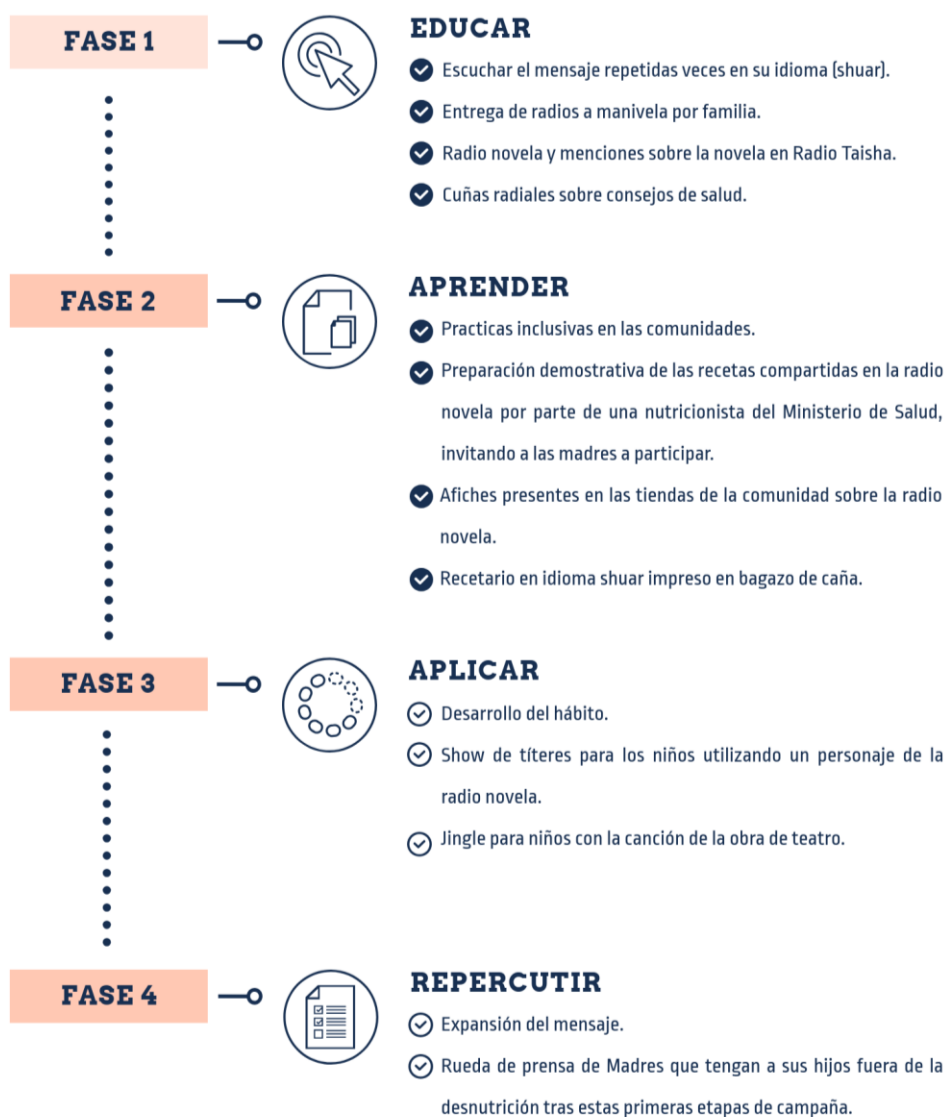 FASE 1
EDUCAR
Escuchar el mensaje repetidas veces en su idioma (shuar).
Entrega de radios a manivela por familia.
Radio novela y menciones sobre la novela en Radio Taisha.
Cuñas radiales sobre consejos de salud.
FASE 2
APRENDER
Practicas inclusivas en las comunidades.
Preparación demostrativa de las recetas compartidas en la radio
novela por parte de una nutricionista del Ministerio de Salud,
invitando a las madres a participar.
Afiches presentes en las tiendas de la comunidad sobre la radio
novela.
Recetario en idioma shuar impreso en bagazo de caña.
FASE 3
APLICAR
Desarrollo del hábito.
Show de títeres para los niños utilizando un personaje de la
radio novela.
Jingle para niños con la canción de la obra de teatro.
FASE 4
REPERCUTIR
Expansión del mensaje.
Rueda de prensa de Madres que tengan a sus hijos fuera de la
desnutrición tras estas primeras etapas de campaña.